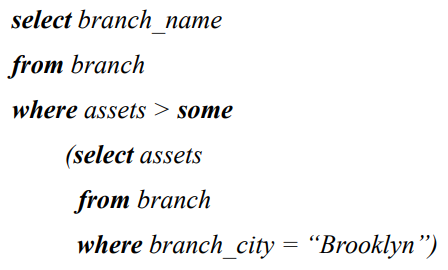 select branch_name
from branch
where assets > some
(select assets
from branch
where branch_city = “Brooklyn”)